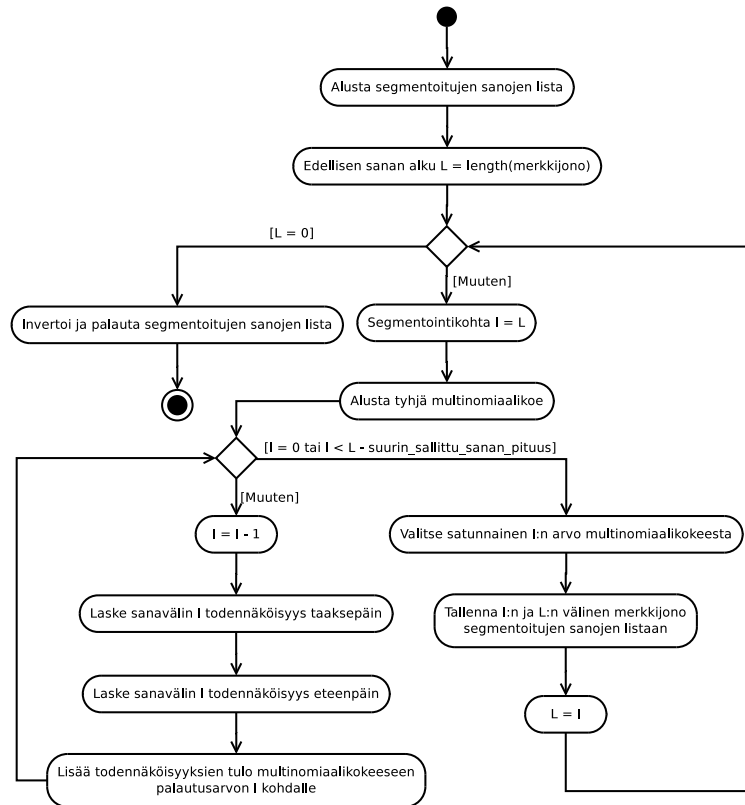 Alusta segmentoitujen sanojen lista
Edellisen sanan alku L = length(merkkijono)
[L = 0]
[Muuten]
Invertoi ja palauta segmentoitujen sanojen lista
Segmentointikohta I = L
Alusta tyhjä multinomiaalikoe
[I = 0 tai I < L - suurin_sallittu_sanan_pituus]
[Muuten]
I = I - 1
Valitse satunnainen I:n arvo multinomiaalikokeesta
Laske sanavälin I todennäköisyys taaksepäin
Tallenna I:n ja L:n välinen merkkijono
segmentoitujen sanojen listaan
Laske sanavälin I todennäköisyys eteenpäin
L = I
Lisää todennäköisyyksien tulo multinomiaalikokeeseen
palautusarvon I kohdalle